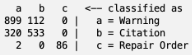 a b c <-- classified as
899 112 0 | a = Warning
320 533 0 | b = Citation
2 0 86 | c = Repair Order